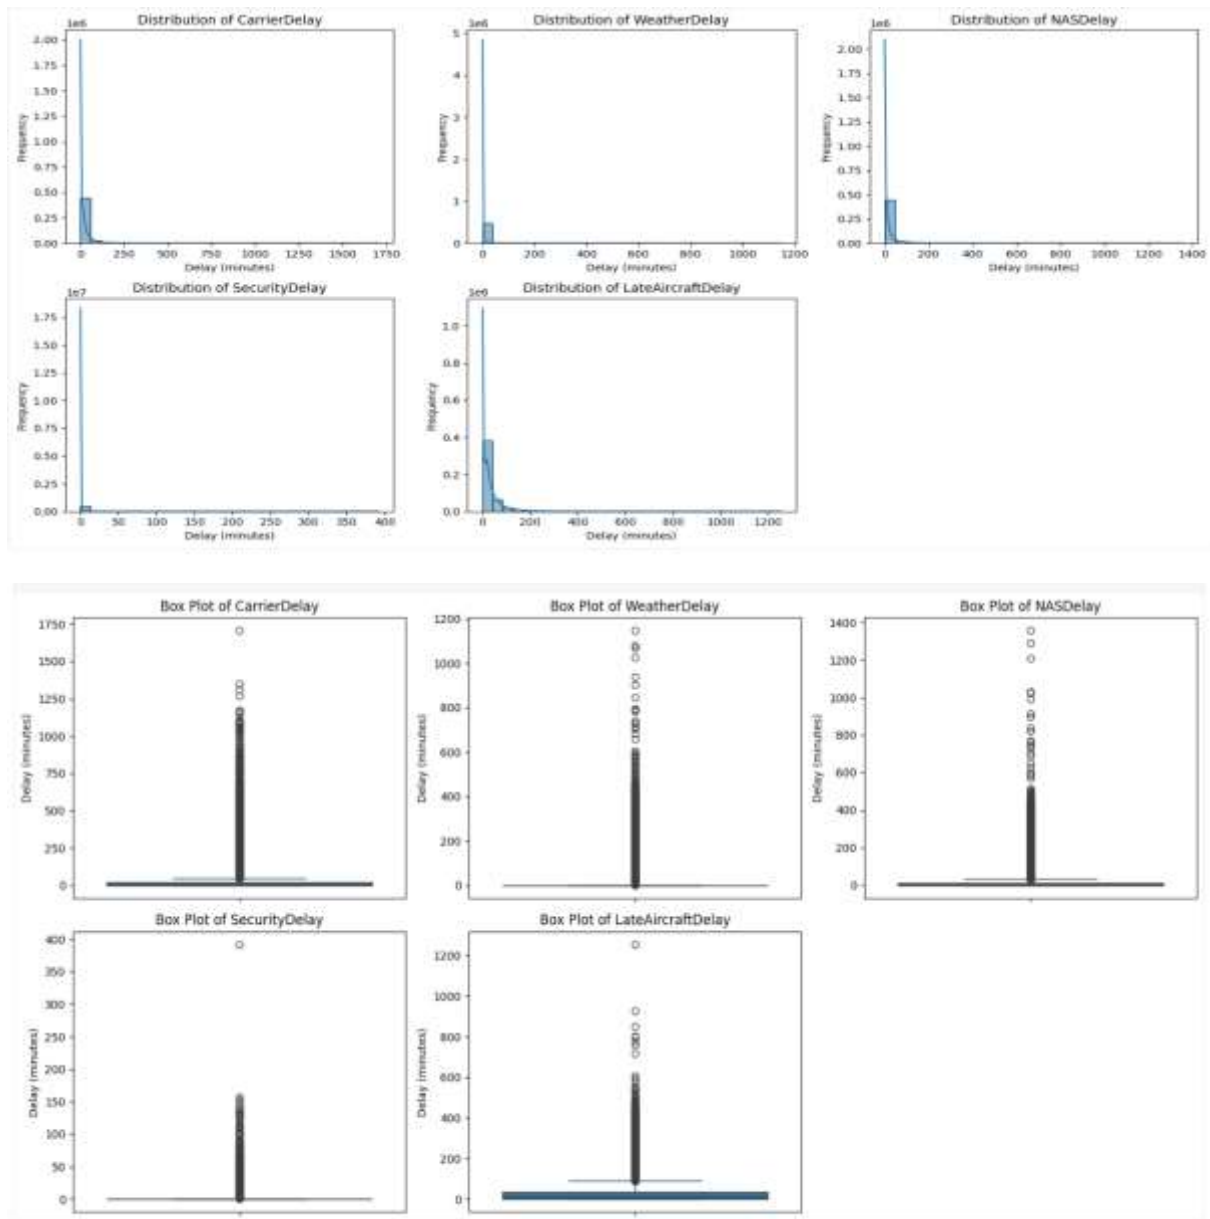 Distribution of CarrierDelay
1e6
2.00
1.75
1.50
1.25
1.00
0.75
0.50
0.25
0.00
Frequency
0 250 500 750 1000 1250 1500 1750
Delay (minutes)
Distribution of WeatherDelay
1e6
5
4
3
2
1
0
Frequency
0 200 400 600 800 1000 1200
Delay (minutes)
Distribution of NASDelay
1e6
2.00
1.75
1.50
1.25
1.00
0.75
0.50
0.25
0.00
Frequency
0 200 400 600 800 1000 1200 1400
Delay (minutes)
Distribution of SecurityDelay
1e7
1.75
1.50
1.25
1.00
0.75
0.50
0.25
0.00
Frequency
0 50 100 150 200 250 300 350 400
Delay (minutes)
Distribution of LateAircraftDelay
1e6
1.0
0.8
0.6
0.4
0.2
0.0
Frequency
0 200 400 600 800 1000 1200
Delay (minutes)
Box Plot of CarrierDelay
1750
1500
1250
1000
750
500
250
0
Delay (minutes)
Box Plot of WeatherDelay
1200
1000
800
600
400
200
0
Delay (minutes)
Box Plot of NASDelay
1400
1200
1000
800
600
400
200
0
Delay (minutes)
Box Plot of SecurityDelay
400
350
300
250
200
150
100
50
0
Delay (minutes)
Box Plot of LateAircraftDelay
1200
1000
800
600
400
200
0
Delay (minutes)